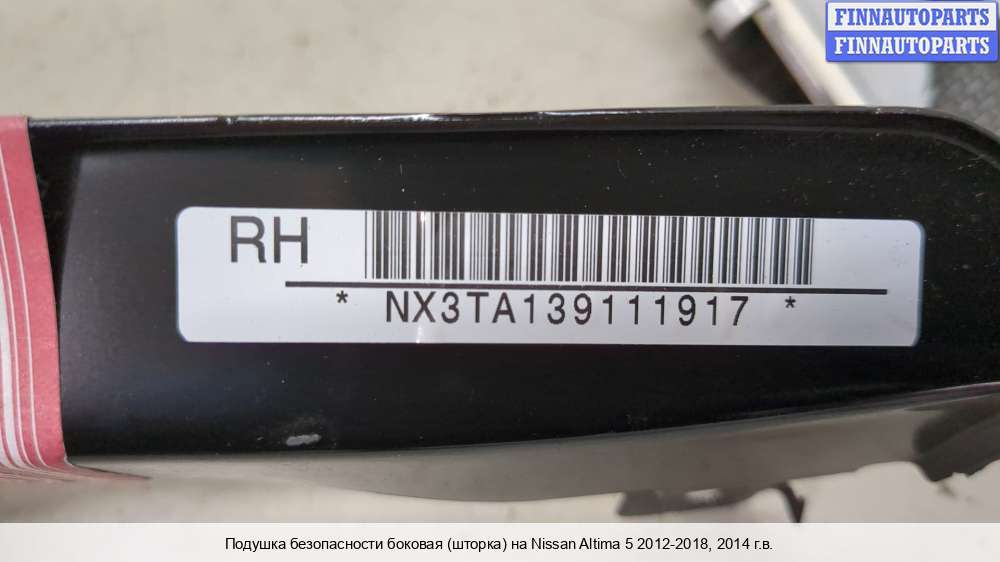 FINNAUTOPARTS
FINNAUTOPARTS
RH
* NX3TA139111917 *
Подушка безопасности боковая (шторка) на Nissan Altima 5 2012-2018, 2014 г.в.